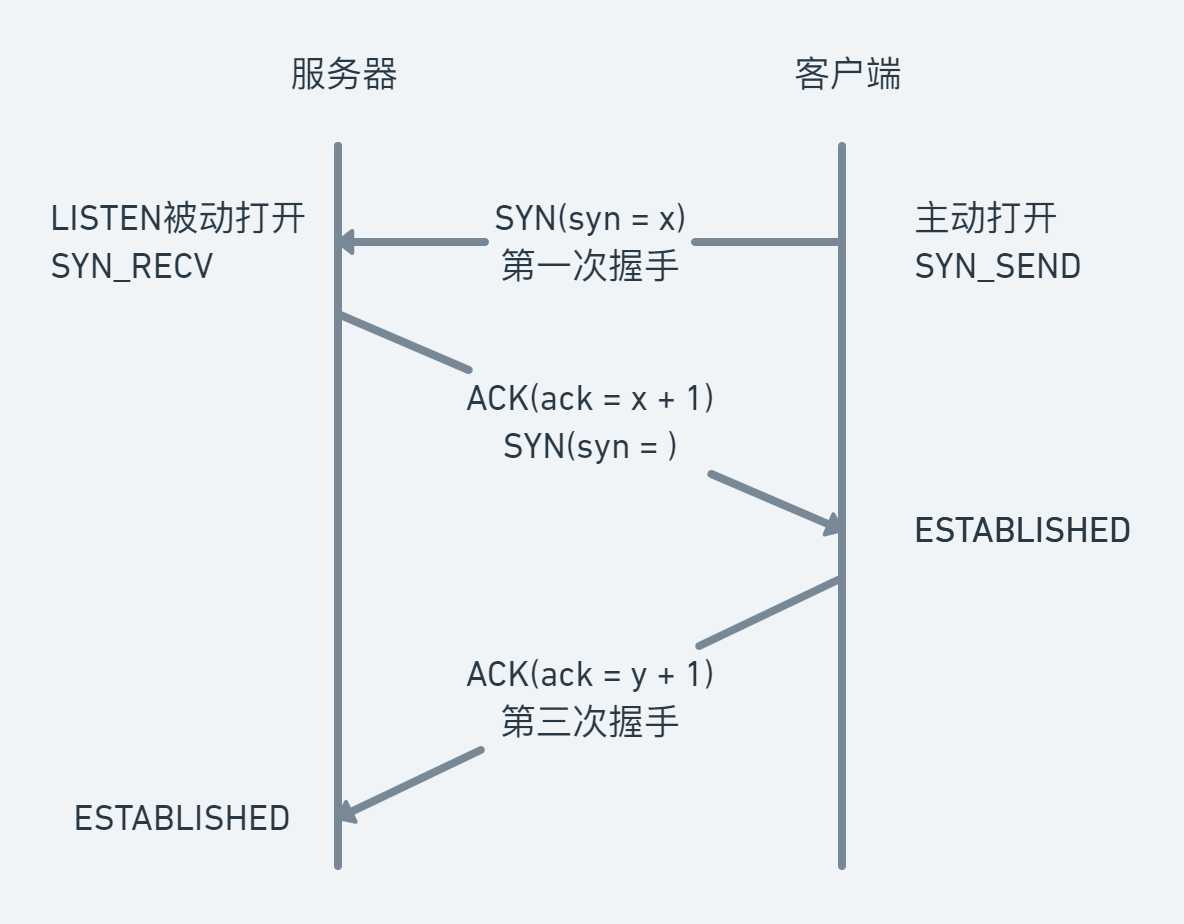 服务器
客户端
LISTEN被动打开
SYN_RECV
SYN(syn = x)
第一次握手
主动打开
SYN_SEND
ACK(ack = x + 1)
SYN(syn = )
ESTABLISHED
ACK(ack = y + 1)
第三次握手
ESTABLISHED